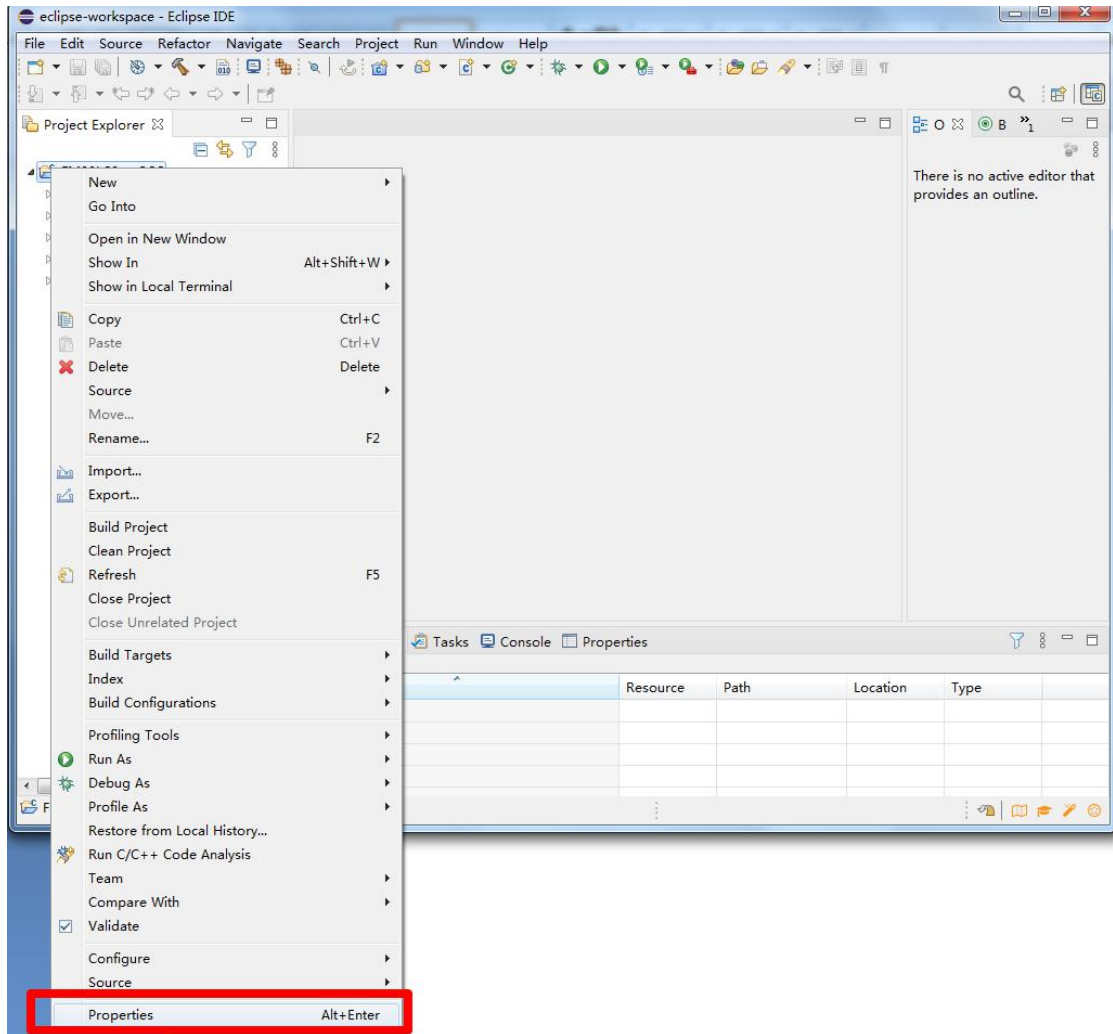 eclipse-workspace - Eclipse IDE
File Edit Source Refactor Navigate Search Project Run Window Help
Project Explorer
O B »1
There is no active editor that
provides an outline.
New
Go Into
Open in New Window
Show In Alt+Shift+W
Show in Local Terminal
Copy Ctrl+C
Paste Ctrl+V
Delete Delete
Source
Move...
Rename... F2
Import...
Export...
Build Project
Clean Project
Refresh F5
Close Project
Close Unrelated Project
Build Targets
Index
Build Configurations
Profiling Tools
Run As
Debug As
Profile As
Restore from Local History...
Run C/C++ Code Analysis
Team
Compare With
Validate
Configure
Source
Properties Alt+Enter
Tasks Console Properties
Resource Path Location Type
F